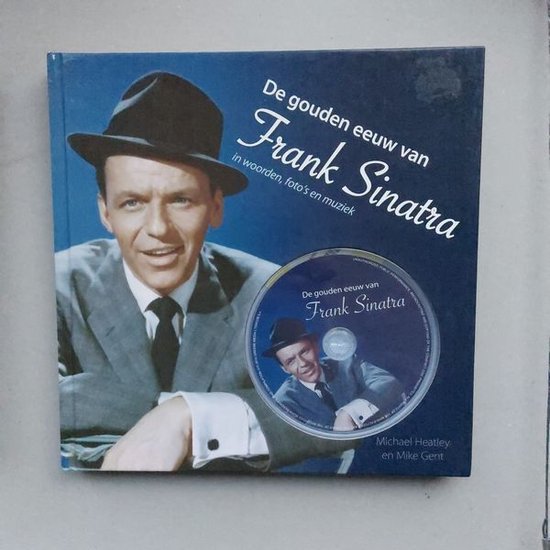 De gouden eeuw van
Frank Sinatra
in woorden, foto's en muziek
De gouden eeuw van
Frank Sinatra
Michael Heatley
en Mike Gent